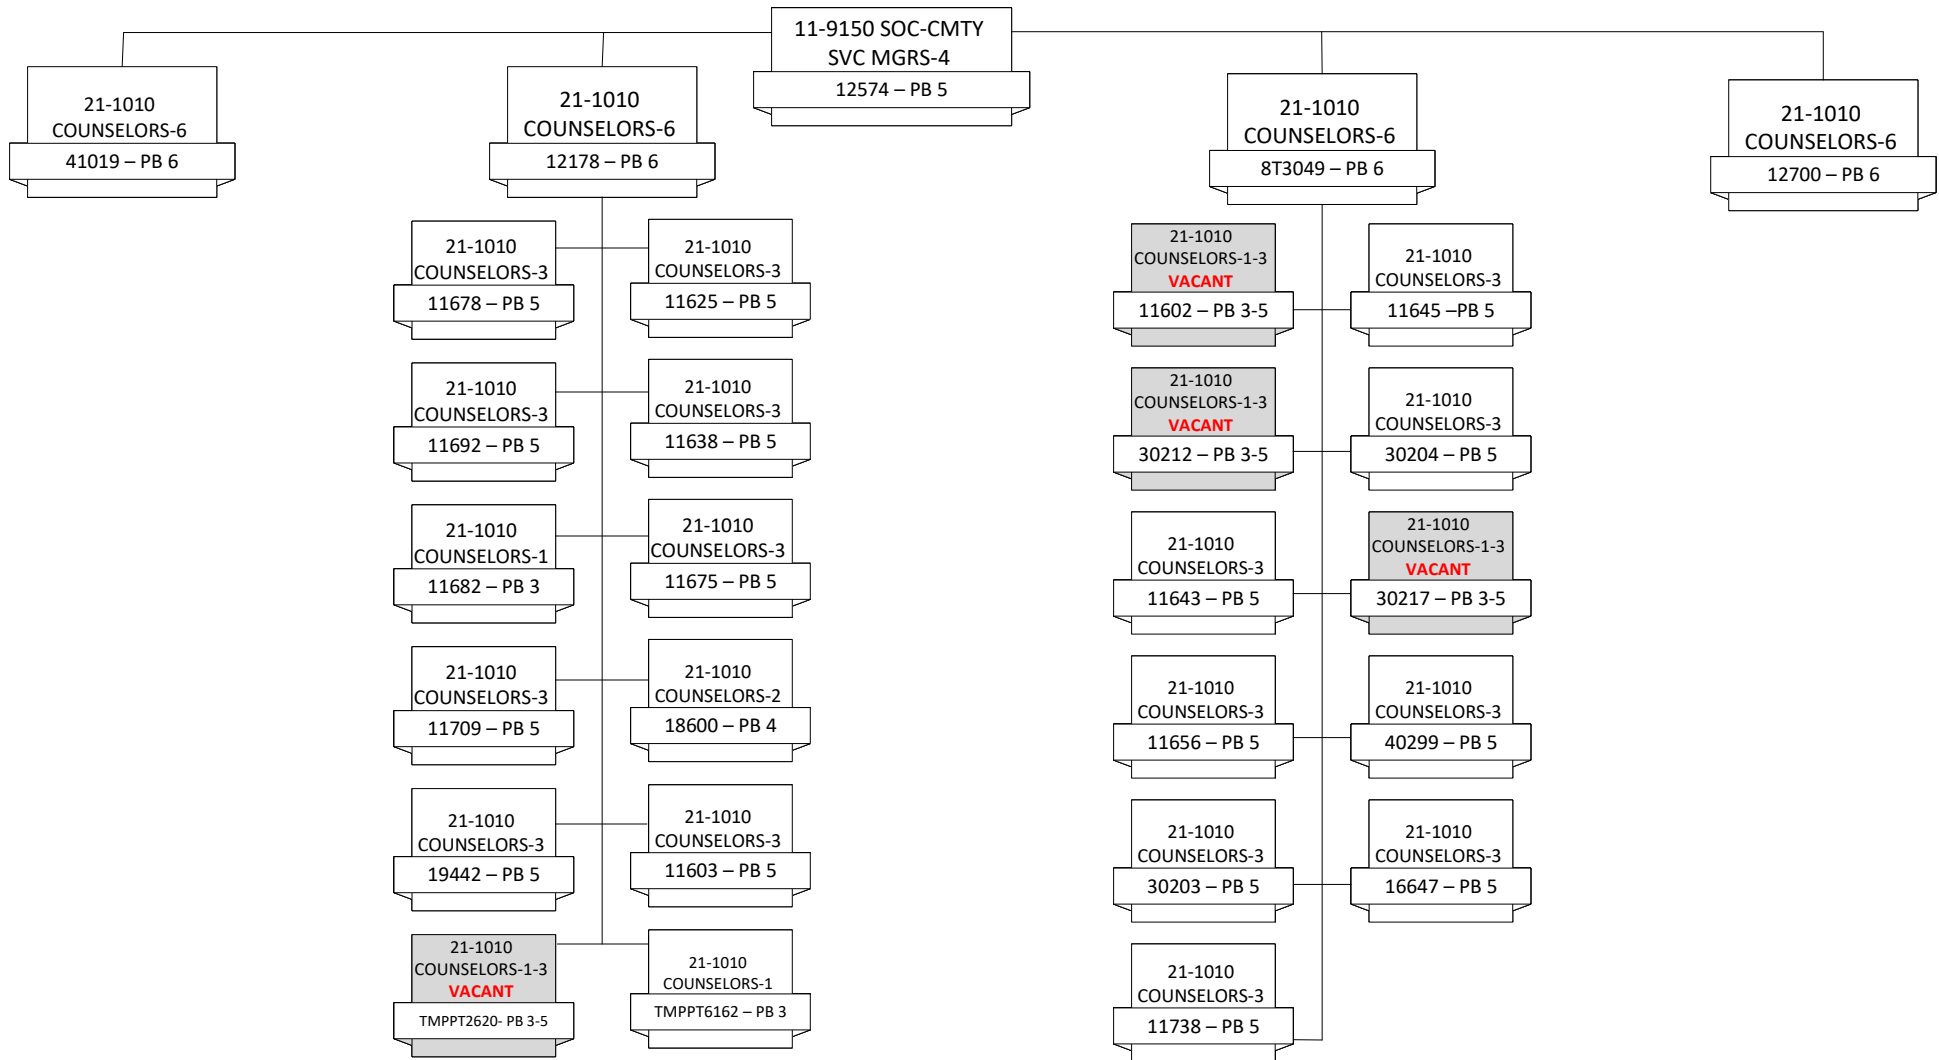 11-9150 SOC-CMTY
SVC MGRS-4
12574 – PB 5
21-1010
COUNSELORS-6
41019 – PB 6
21-1010
COUNSELORS-6
12178 – PB 6
21-1010
COUNSELORS-6
8T3049 – PB 6
21-1010
COUNSELORS-6
12700 – PB 6
21-1010
COUNSELORS-3
11678 – PB 5
21-1010
COUNSELORS-3
11625 – PB 5
21-1010
COUNSELORS-3
11692 – PB 5
21-1010
COUNSELORS-3
11638 – PB 5
21-1010
COUNSELORS-1
11682 – PB 3
21-1010
COUNSELORS-3
11675 – PB 5
21-1010
COUNSELORS-3
11709 – PB 5
21-1010
COUNSELORS-2
18600 – PB 4
21-1010
COUNSELORS-3
19442 – PB 5
21-1010
COUNSELORS-3
11603 – PB 5
21-1010
COUNSELORS-1-3
VACANT
TMPPT2620- PB 3-5
21-1010
COUNSELORS-1
TMPPT6162 – PB 3
21-1010
COUNSELORS-1-3
VACANT
11602 – PB 3-5
21-1010
COUNSELORS-3
11645 –PB 5
21-1010
COUNSELORS-1-3
VACANT
30212 – PB 3-5
21-1010
COUNSELORS-3
30204 – PB 5
21-1010
COUNSELORS-3
11643 – PB 5
21-1010
COUNSELORS-1-3
VACANT
30217 – PB 3-5
21-1010
COUNSELORS-3
11656 – PB 5
21-1010
COUNSELORS-3
40299 – PB 5
21-1010
COUNSELORS-3
30203 – PB 5
21-1010
COUNSELORS-3
16647 – PB 5
21-1010
COUNSELORS-3
11738 – PB 5